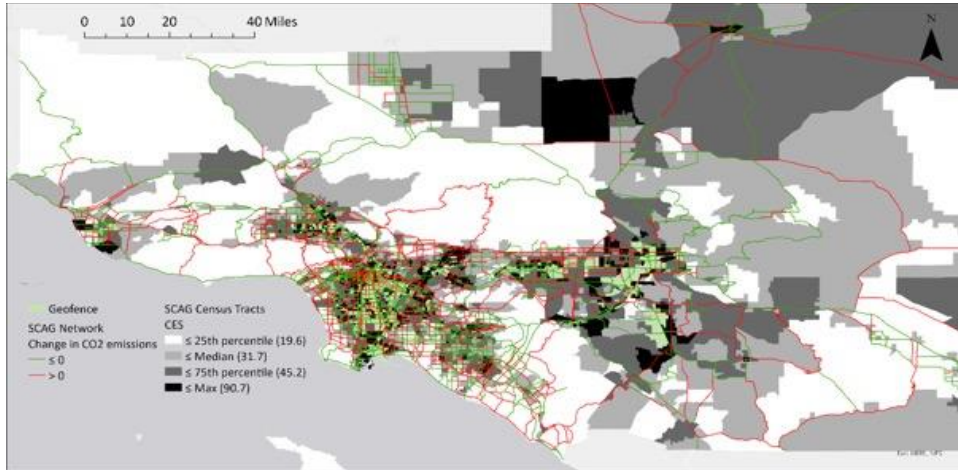 0 10 20 40 Miles
N
Geofence
SCAG Network
Change in CO2 emissions
≤ 0
> 0
SCAG Census Tracts
CES
≤ 25th percentile (19.6)
≤ Median (31.7)
≤ 75th percentile (45.2)
≤ Max (90.7)